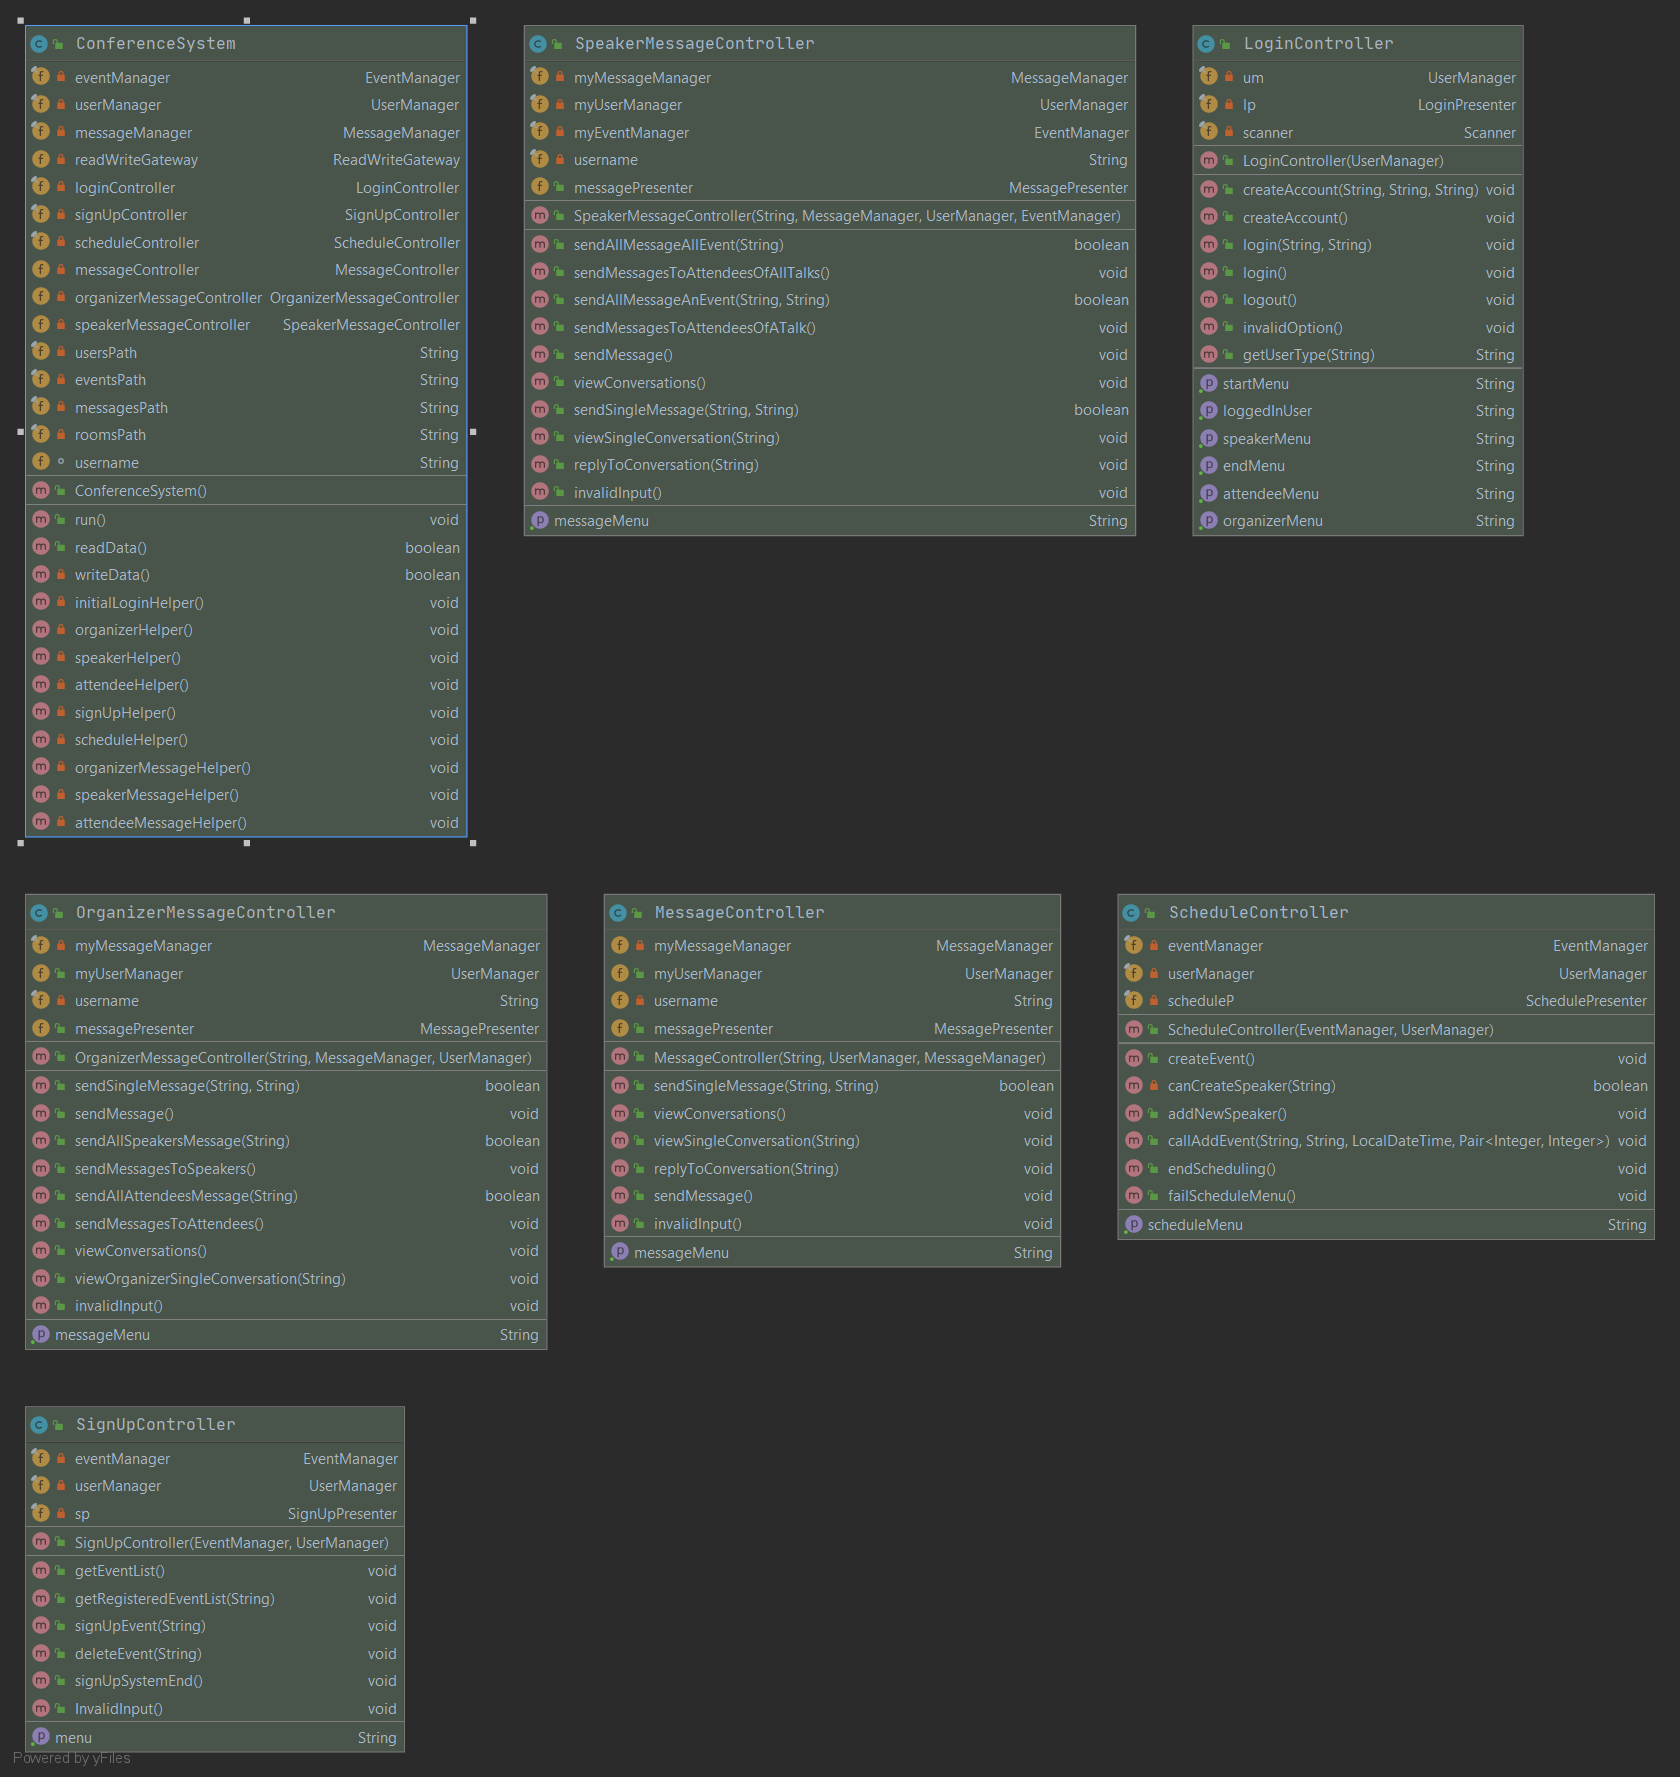 ConferenceSystem
eventManager EventManager
userManager UserManager
messageManager MessageManager
readWriteGateway ReadWriteGateway
loginController LoginController
signUpController SignUpController
scheduleController ScheduleController
messageController MessageController
organizerMessageController OrganizerMessageController
speakerMessageController SpeakerMessageController
usersPath String
eventsPath String
messagesPath String
roomsPath String
username String
ConferenceSystem()
run() void
readData() boolean
writeData() boolean
initialLoginHelper() void
organizerHelper() void
speakerHelper() void
attendeeHelper() void
signUpHelper() void
scheduleHelper() void
organizerMessageHelper() void
speakerMessageHelper() void
attendeeMessageHelper() void
SpeakerMessageController
myMessageManager MessageManager
myUserManager UserManager
myEventManager EventManager
username String
messagePresenter MessagePresenter
SpeakerMessageController(String, MessageManager, UserManager, EventManager)
sendAllMessageAllEvent(String) boolean
sendMessagesToAttendeesOfAllTalks() void
sendAllMessageAnEvent(String, String) boolean
sendMessagesToAttendeesOfATalk() void
sendMessage() void
viewConversations() void
sendSingleMessage(String, String) boolean
viewSingleConversation(String) void
replyToConversation(String) void
invalidInput() void
messageMenu String
LoginController
um UserManager
lp LoginPresenter
scanner Scanner
LoginController(UserManager)
createAccount(String, String, String) void
createAccount() void
login(String, String) void
login() void
logout() void
invalidOption() void
getUserType(String) String
startMenu String
loggedInUser String
speakerMenu String
endMenu String
attendeeMenu String
organizerMenu String
OrganizerMessageController
myMessageManager MessageManager
myUserManager UserManager
username String
messagePresenter MessagePresenter
OrganizerMessageController(String, MessageManager, UserManager)
sendSingleMessage(String, String) boolean
sendMessage() void
sendAllSpeakersMessage(String) boolean
sendMessagesToSpeakers() void
sendAllAttendeesMessage(String) boolean
sendMessagesToAttendees() void
viewConversations() void
viewOrganizerSingleConversation(String) void
invalidInput() void
messageMenu String
MessageController
myMessageManager MessageManager
myUserManager UserManager
username String
messagePresenter MessagePresenter
MessageController(String, UserManager, MessageManager)
sendSingleMessage(String, String) boolean
viewConversations() void
viewSingleConversation(String) void
replyToConversation(String) void
sendMessage() void
invalidInput() void
messageMenu String
ScheduleController
eventManager EventManager
userManager UserManager
scheduleP SchedulePresenter
ScheduleController(EventManager, UserManager)
createEvent() void
canCreateSpeaker(String) boolean
addNewSpeaker() void
callAddEvent(String, String, LocalDateTime, Pair<Integer, Integer>) void
endScheduling() void
failScheduleMenu() void
scheduleMenu String
SignUpController
eventManager EventManager
userManager UserManager
sp SignUpPresenter
SignUpController(EventManager, UserManager)
getEventList() void
getRegisteredEventList(String) void
signUpEvent(String) void
deleteEvent(String) void
signUpSystemEnd() void
InvalidInput() void
menu String
Powered by yFiles